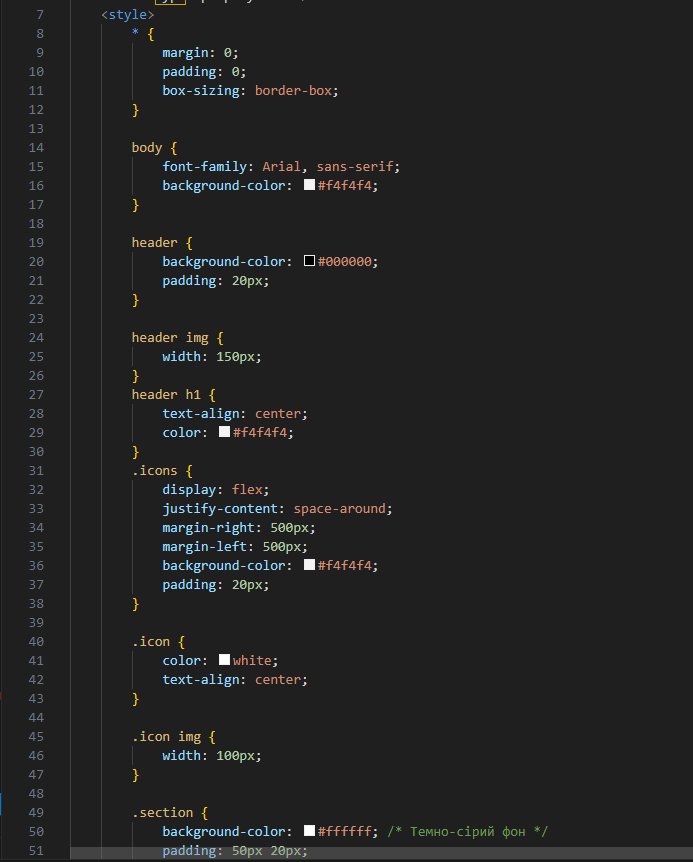 7 <style>
8 * {
9 margin: 0;
10 padding: 0;
11 box-sizing: border-box;
12 }
13
14 body {
15 font-family: Arial, sans-serif;
16 background-color: #f4f4f4;
17 }
18
19 header {
20 background-color: #000000;
21 padding: 20px;
22 }
23
24 header img {
25 width: 150px;
26 }
27 header h1 {
28 text-align: center;
29 color: #f4f4f4;
30 }
31 .icons {
32 display: flex;
33 justify-content: space-around;
34 margin-right: 500px;
35 margin-left: 500px;
36 background-color: #f4f4f4;
37 padding: 20px;
38 }
39
40 .icon {
41 color: white;
42 text-align: center;
43 }
44
45 .icon img {
46 width: 100px;
47 }
48
49 .section {
50 background-color: #ffffff; /* Темно-сірий фон */
51 padding: 50px 20px;